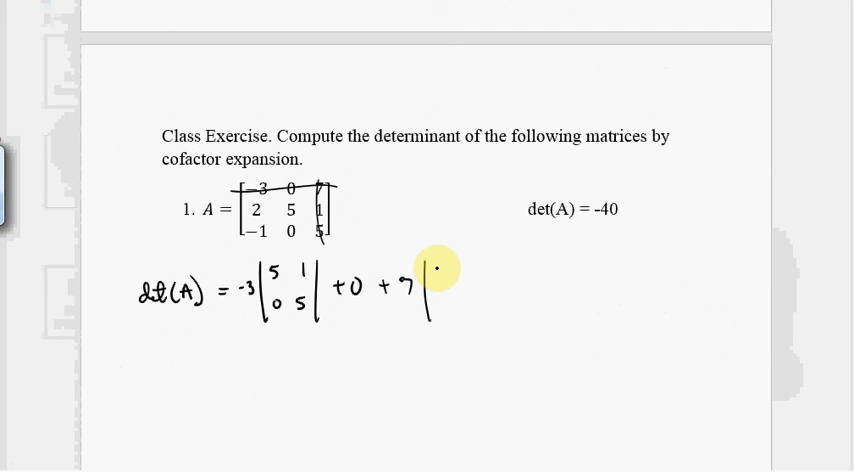 Class Exercise. Compute the determinant of the following matrices by
cofactor expansion.
1. A = [−3 0 7
2 5 1
−1 0 5]
det(A) = -40
det(A) = -3 | 5 1
0 5 | + 0 + 7 |